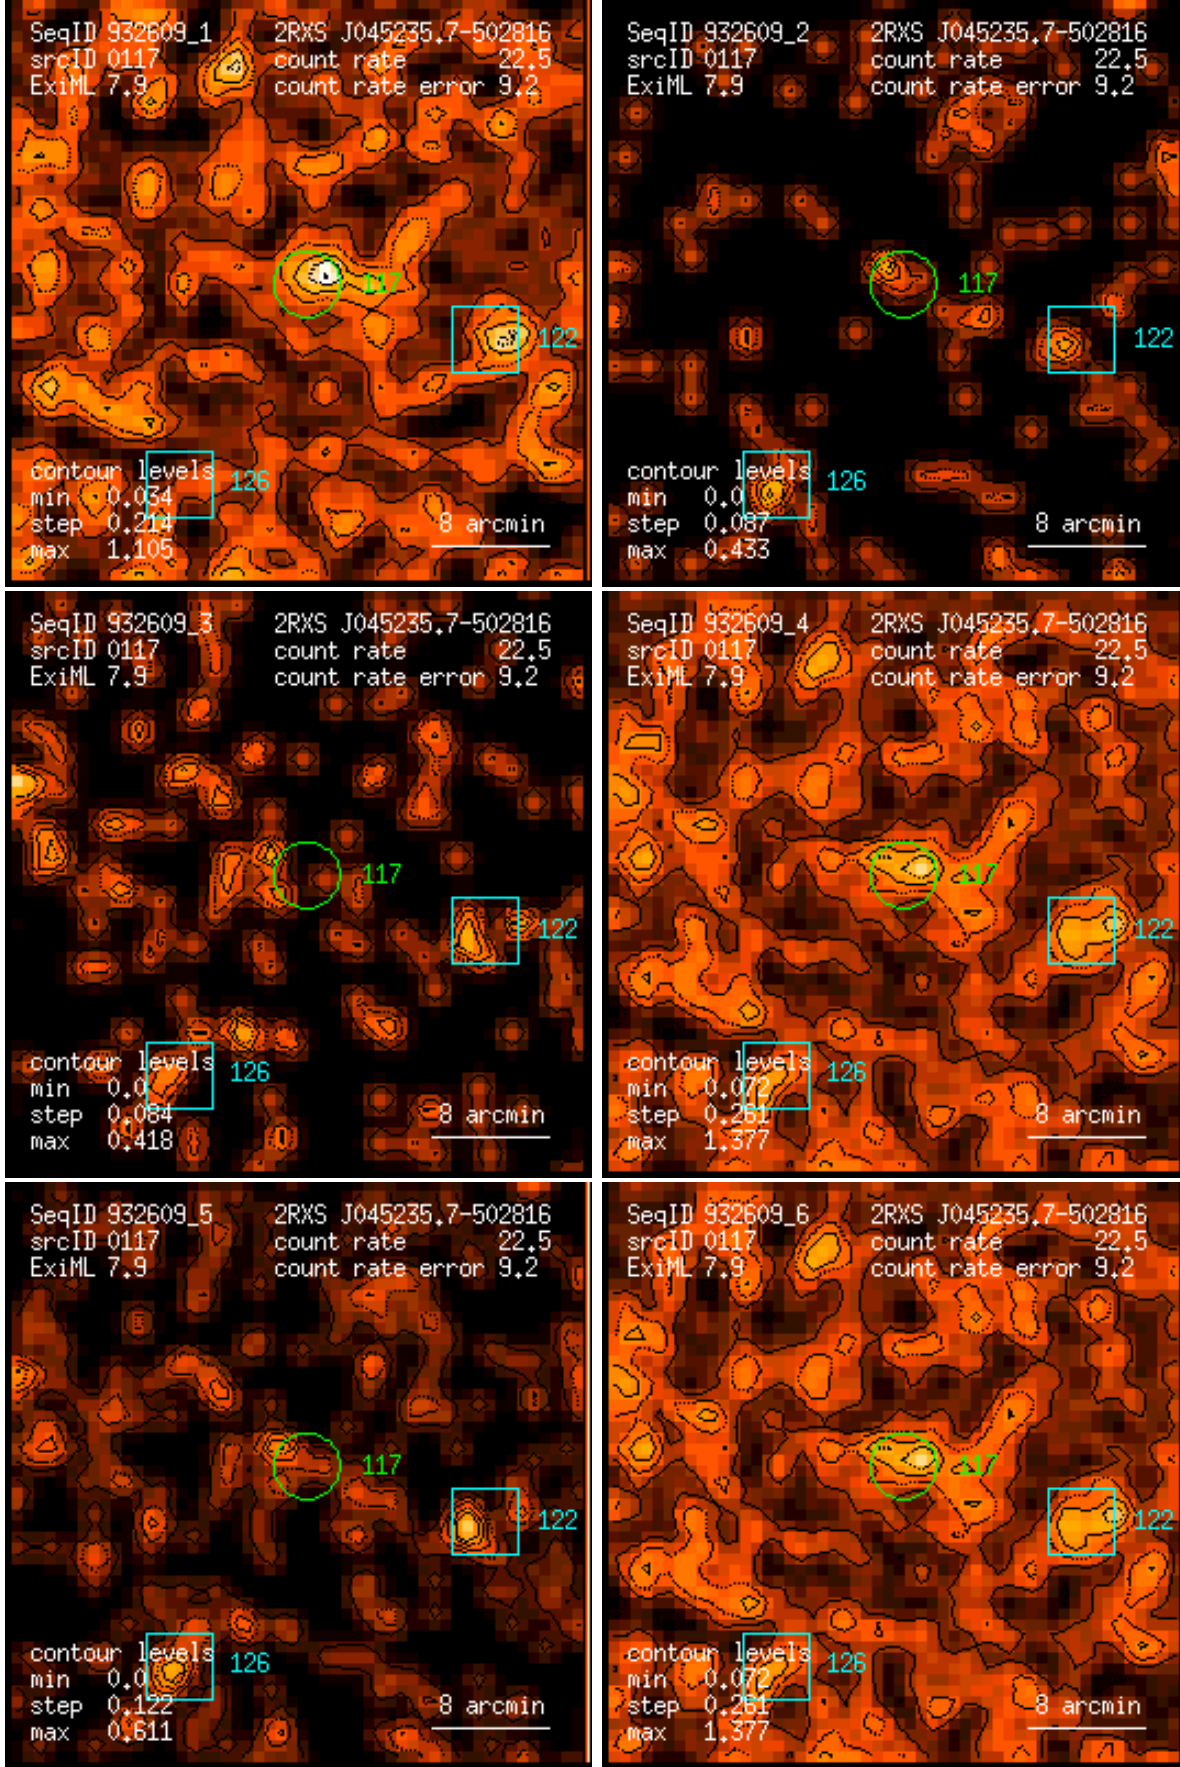 SeqID 932609_1 2RXS J045235.7-502816
srcID 0117 count rate 22.5
ExiML 7.9 count rate error 9.2
117
122
contour levels
126
min 0.034
step 0.214
8 arcmin
max 1.105
SeqID 932609_2 2RXS J045235.7-502816
srcID 0117 count rate 22.5
ExiML 7.9 count rate error 9.2
117
122
contour levels
126
min 0.0
step 0.087
8 arcmin
max 0.433
SeqID 932609_3 2RXS J045235.7-502816
srcID 0117 count rate 22.5
ExiML 7.9 count rate error 9.2
117
122
contour levels
126
min 0.0
step 0.084
8 arcmin
max 0.418
SeqID 932609_4 2RXS J045235.7-502816
srcID 0117 count rate 22.5
ExiML 7.9 count rate error 9.2
117
122
contour levels
126
min 0.072
step 0.261
8 arcmin
max 1.377
SeqID 932609_5 2RXS J045235.7-502816
srcID 0117 count rate 22.5
ExiML 7.9 count rate error 9.2
117
122
contour levels
126
min 0.0
step 0.122
8 arcmin
max 0.611
SeqID 932609_6 2RXS J045235.7-502816
srcID 0117 count rate 22.5
ExiML 7.9 count rate error 9.2
117
122
contour levels
126
min 0.072
step 0.261
8 arcmin
max 1.377